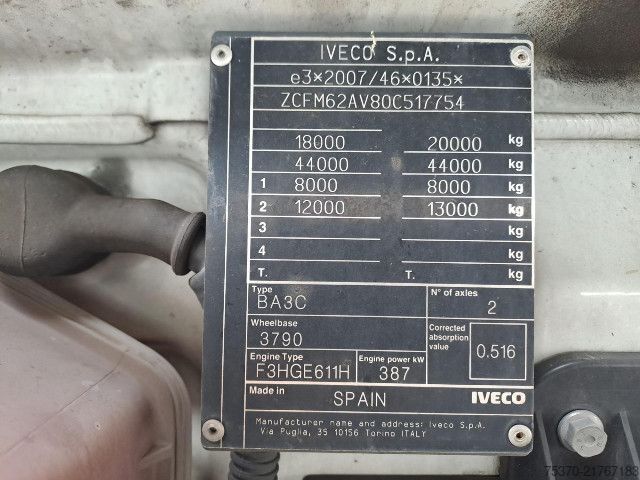 IVECO S.p.A.
e3*2007/46*0135*
ZCFM62AV80C517754
18000 20000 kg
44000 44000 kg
1 8000 8000 kg
2 12000 13000 kg
3 kg
4 kg
T. T. kg
Type BA3C
N° of axles 2
Wheelbase 3790
Corrected absorption value 0.516
Engine Type F3HGE611H
Engine power kW 387
Made in SPAIN IVECO
Manufacturer name and address: Iveco S.p.A.
Via Puglia, 35 10156 Torino ITALY
75370-21767183